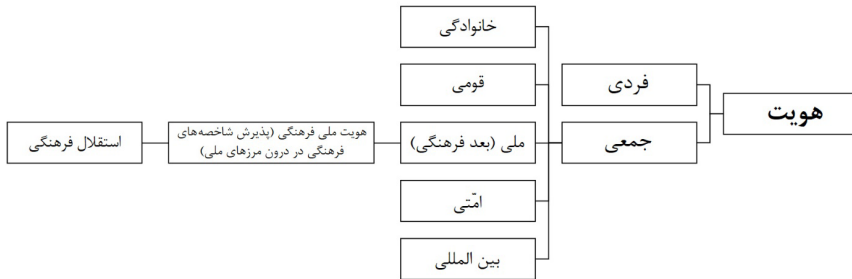 هویت
فردی
جمعی
خانوادگی
قومی
ملی (بعد فرهنگی)
امّتی
بین المللی
هویت ملی فرهنگی (پذیرش شاخصه‌های
فرهنگی در درون مرزهای ملی)
استقلال فرهنگی